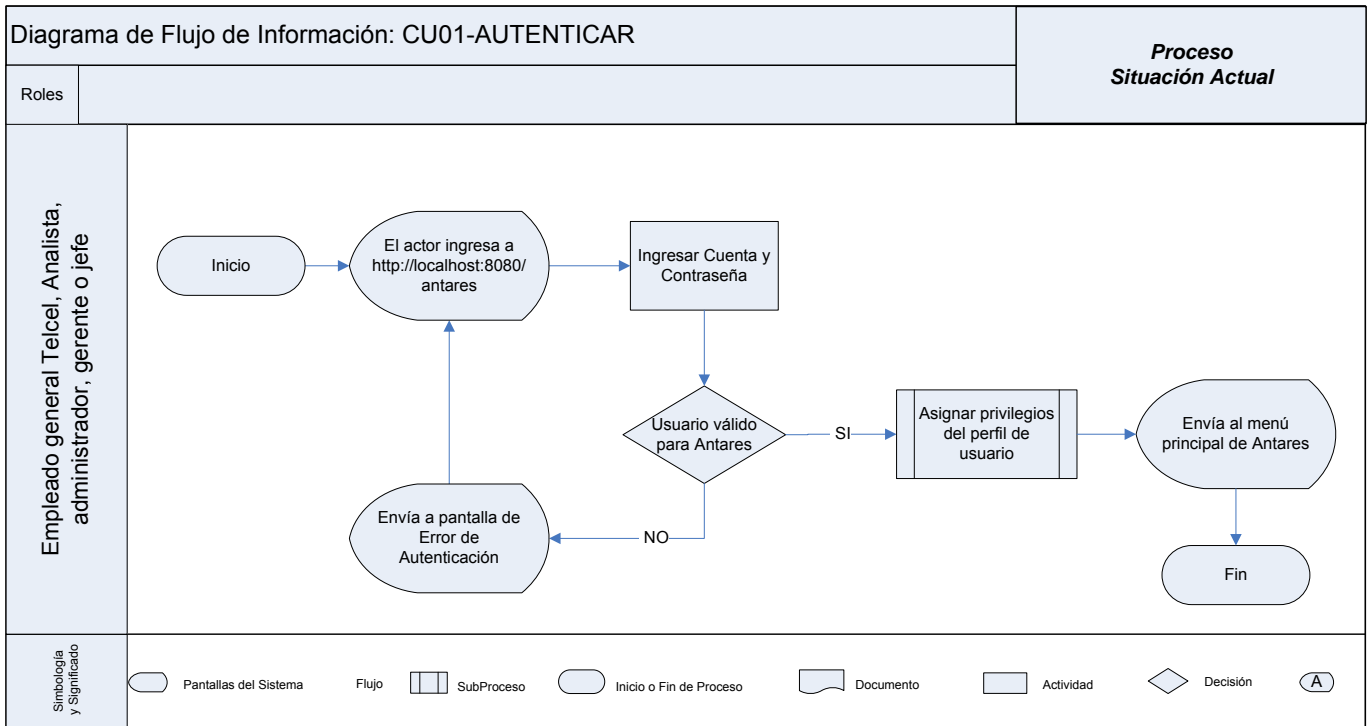 Diagrama de Flujo de Información: CU01-AUTENTICAR
Proceso
Situación Actual
Roles
Empleado general Telcel, Analista,
administrador, gerente o jefe
Inicio
El actor ingresa a
http://localhost:8080/
antares
Ingresar Cuenta y
Contraseña
Usuario válido
para Antares
SI
Asignar privilegios
del perfil de
usuario
Envía al menú
principal de Antares
Envía a pantalla de
Error de
Autenticación
NO
Fin
Simbología
y Significado
Pantallas del Sistema
Flujo
SubProceso
Inicio o Fin de Proceso
Documento
Actividad
Decisión
A